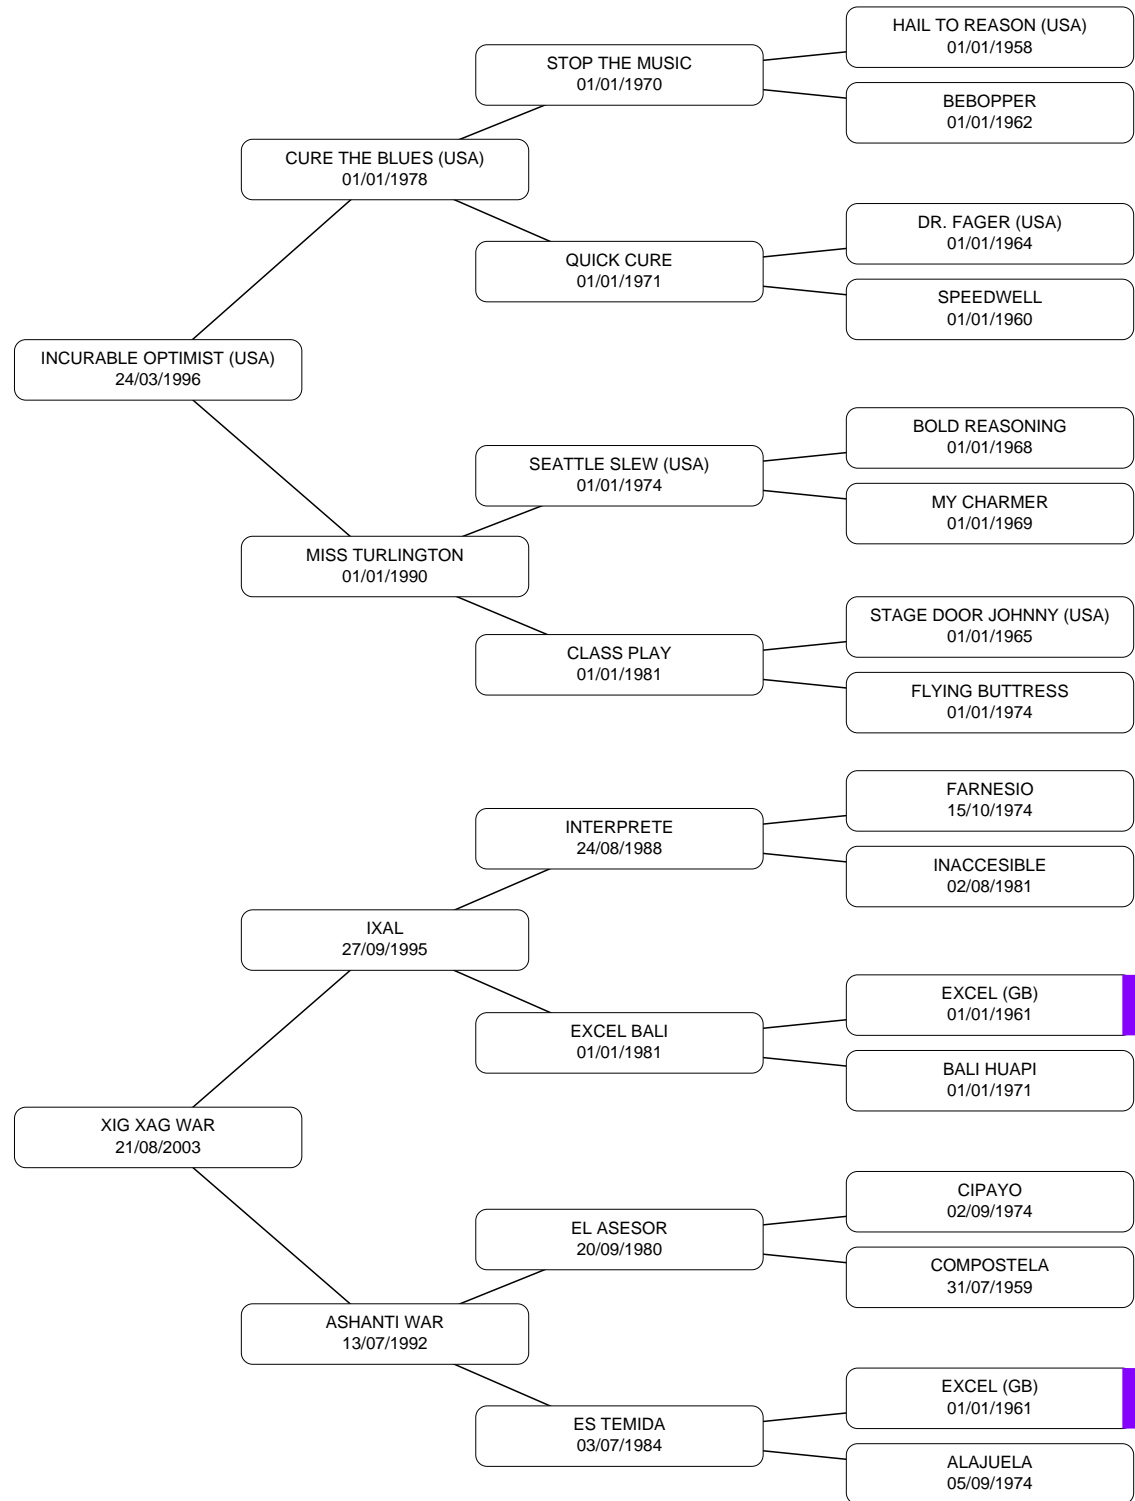 HAIL TO REASON (USA)
01/01/1958
STOP THE MUSIC
01/01/1970
BEBOPPER
01/01/1962
CURE THE BLUES (USA)
01/01/1978
DR. FAGER (USA)
01/01/1964
QUICK CURE
01/01/1971
SPEEDWELL
01/01/1960
INCURABLE OPTIMIST (USA)
24/03/1996
BOLD REASONING
01/01/1968
SEATTLE SLEW (USA)
01/01/1974
MY CHARMER
01/01/1969
MISS TURLINGTON
01/01/1990
STAGE DOOR JOHNNY (USA)
01/01/1965
CLASS PLAY
01/01/1981
FLYING BUTTRESS
01/01/1974
FARNESIO
15/10/1974
INTERPRETE
24/08/1988
INACCESIBLE
02/08/1981
IXAL
27/09/1995
EXCEL (GB)
01/01/1961
EXCEL BALI
01/01/1981
BALI HUAPI
01/01/1971
XIG XAG WAR
21/08/2003
CIPAYO
02/09/1974
EL ASESOR
20/09/1980
COMPOSTELA
31/07/1959
ASHANTI WAR
13/07/1992
EXCEL (GB)
01/01/1961
ES TEMIDA
03/07/1984
ALAJUELA
05/09/1974